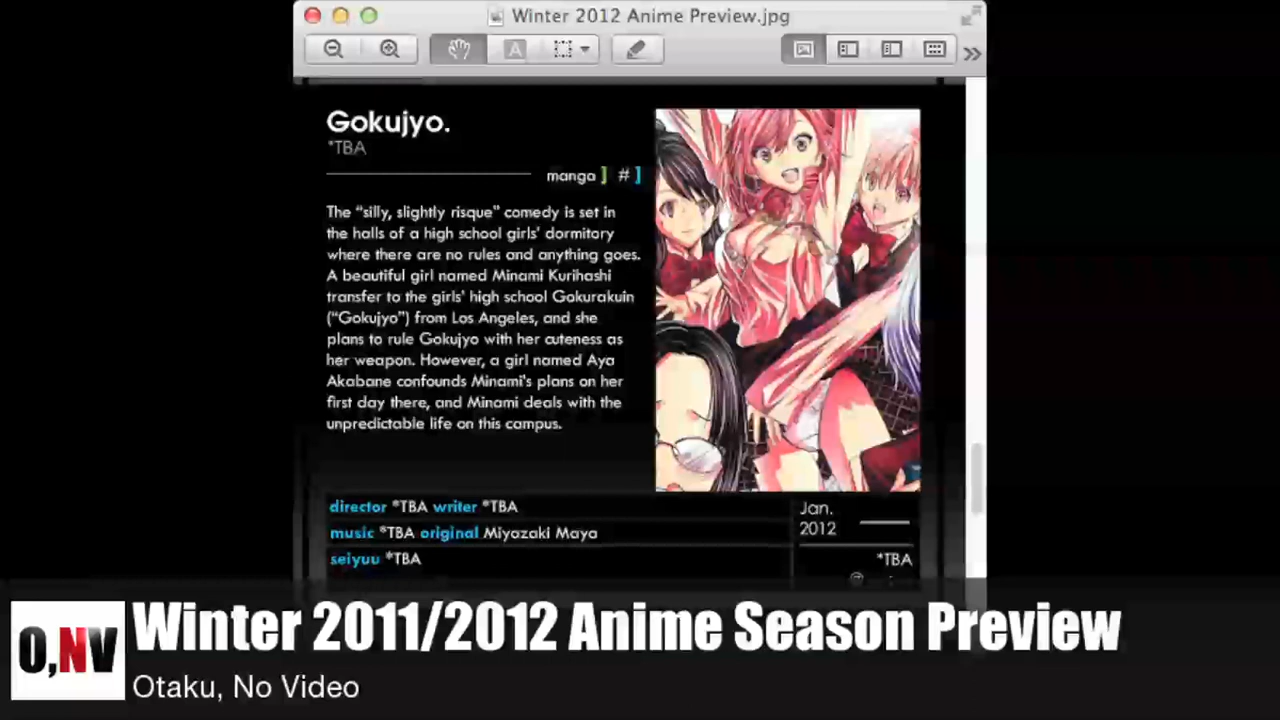 Winter 2012 Anime Preview.jpg
A
Gokujyo.
*TBA
manga ] # ]
The “silly, slightly risque” comedy is set in
the halls of a high school girls' dormitory
where there are no rules and anything goes.
A beautiful girl named Minami Kurihashi
transfer to the girls' high school Gokurakuin
(“Gokujyo”) from Los Angeles, and she
plans to rule Gokujyo with her cuteness as
her weapon. However, a girl named Aya
Akabane confounds Minami's plans on her
first day there, and Minami deals with the
unpredictable life on this campus.
director *TBA writer *TBA
music *TBA original Miyazaki Maya
seiyuu *TBA
Jan.
2012
*TBA
O,NV
Winter 2011/2012 Anime Season Preview
Otaku, No Video